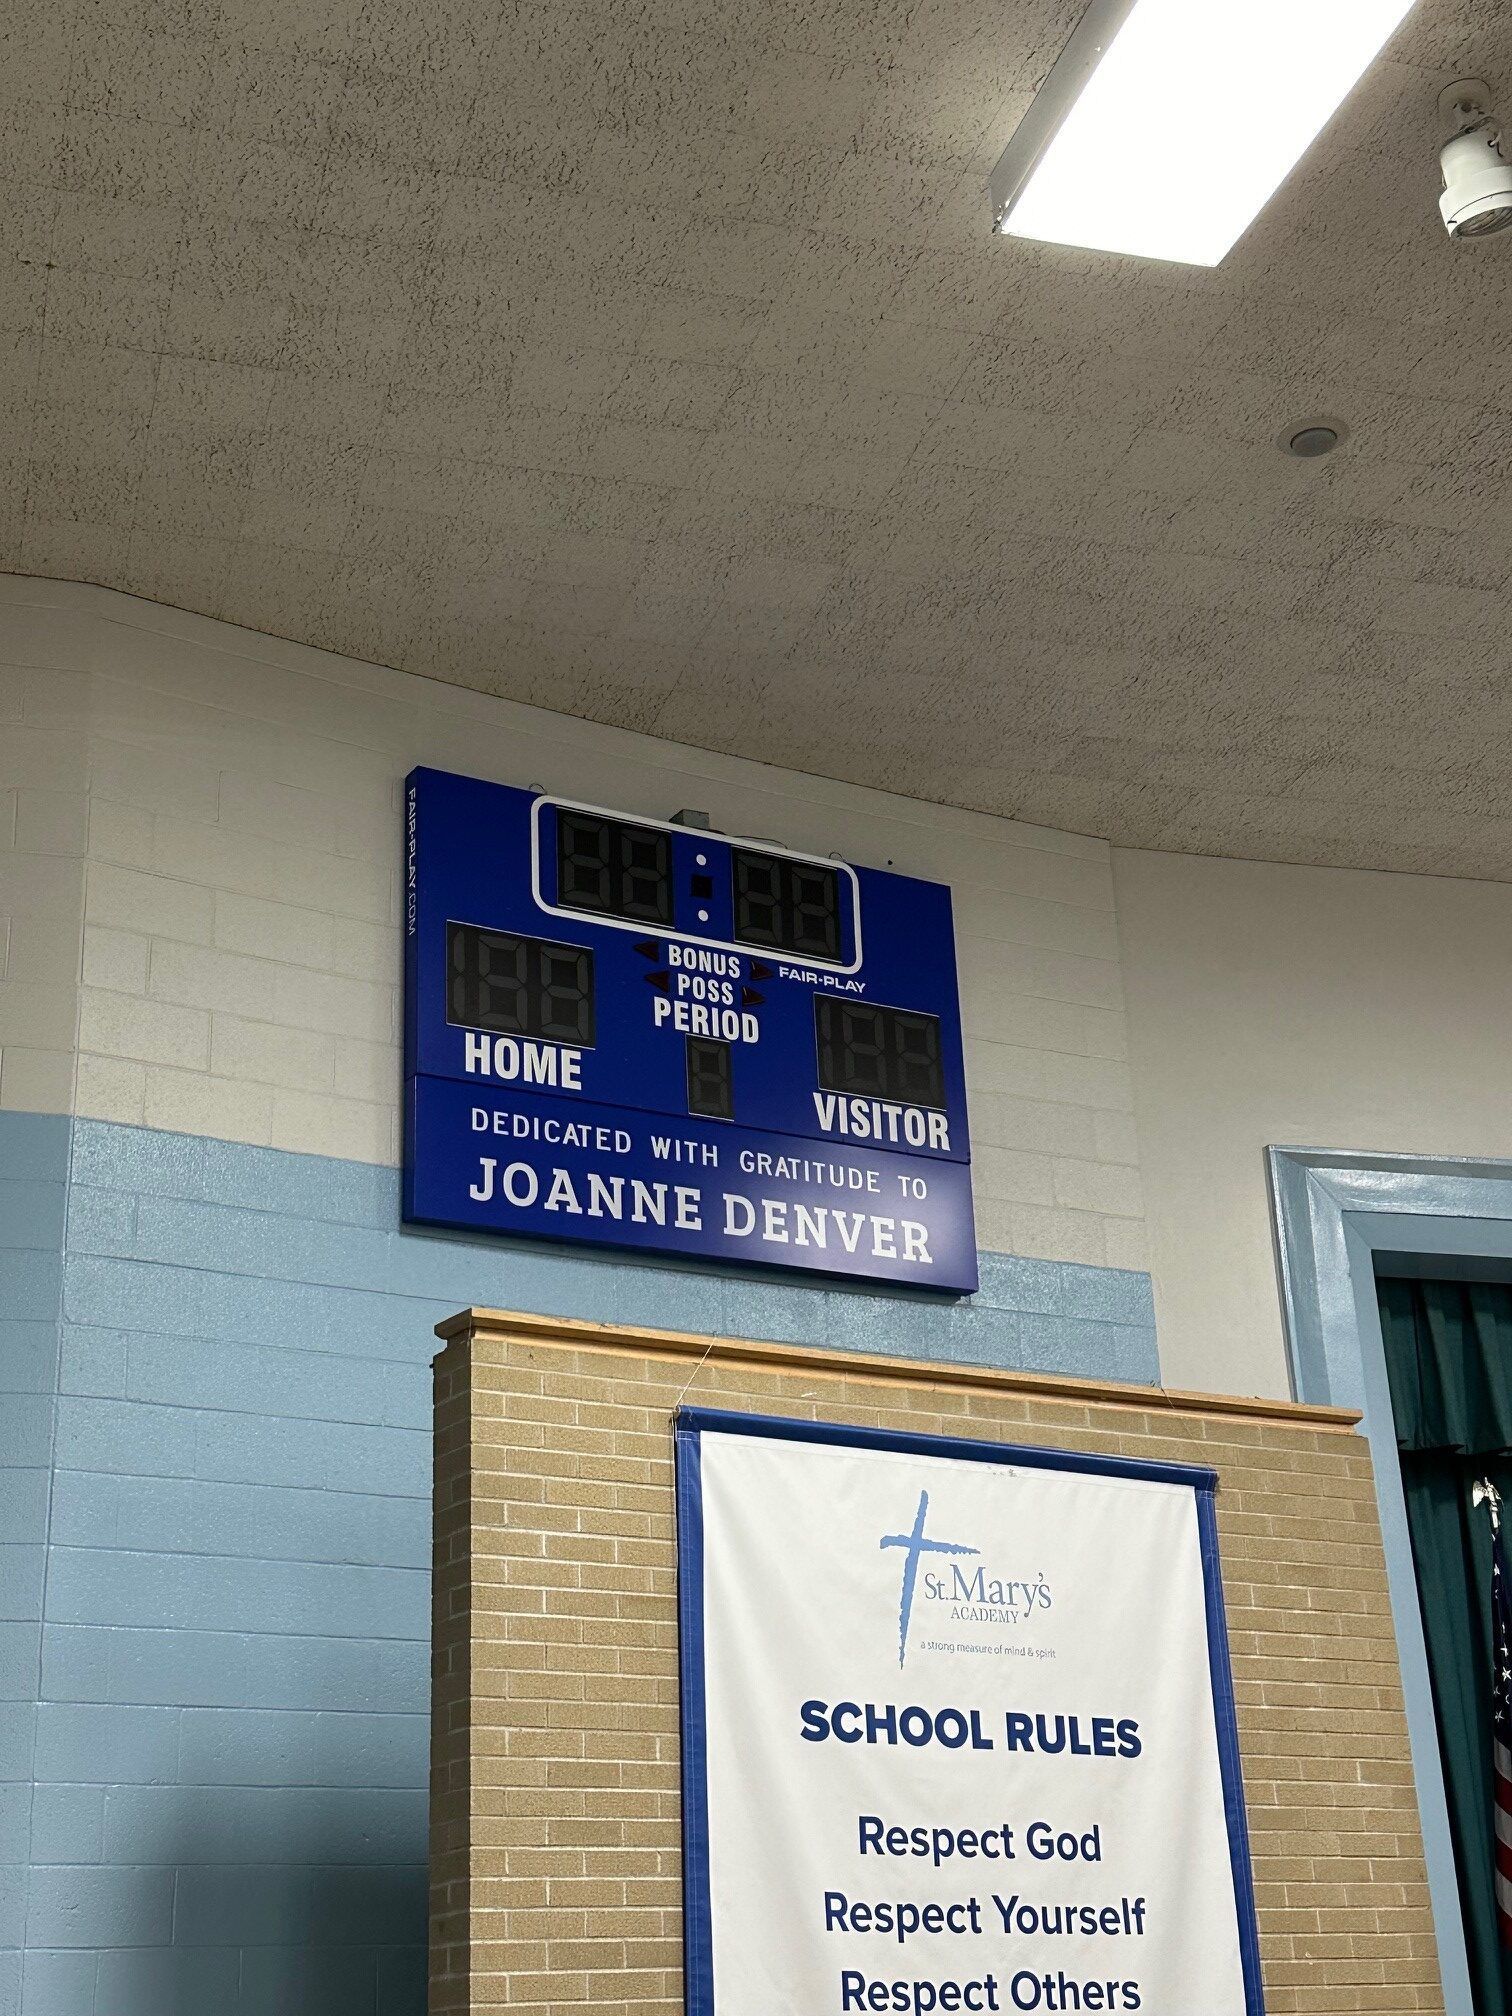 FAIR-PLAY.COM
BONUS
POSS
FAIR-PLAY
PERIOD
HOME
VISITOR
DEDICATED WITH GRATITUDE TO
JOANNE DENVER
St. Mary's
ACADEMY
a strong measure of mind & spirit
SCHOOL RULES
Respect God
Respect Yourself
Respect Others